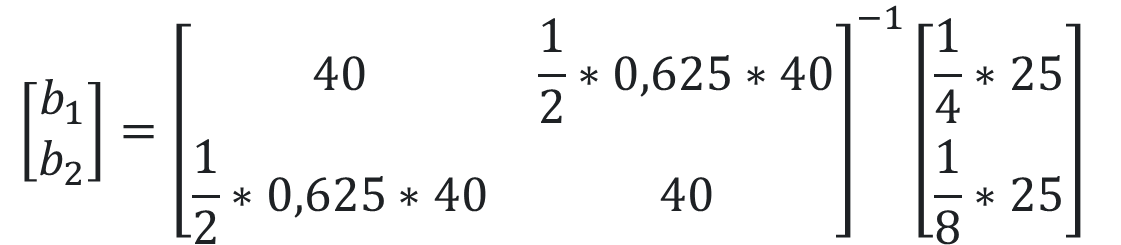 [b₁ b₂] = [40 1/2 * 0,625 * 40
1/2 * 0,625 * 40 40]⁻¹ [1/4 * 25
1/8 * 25]